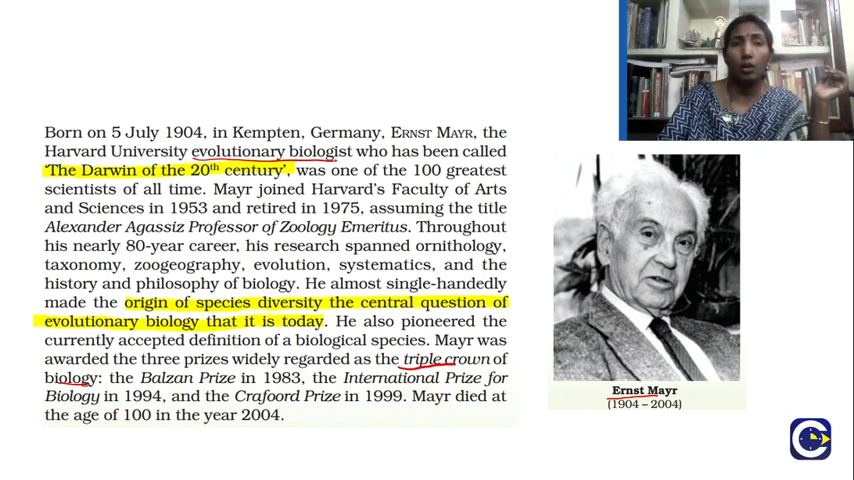 Born on 5 July 1904, in Kempten, Germany, ERNST MAYR, the
Harvard University evolutionary biologist who has been called
‘The Darwin of the 20th century’, was one of the 100 greatest
scientists of all time. Mayr joined Harvard’s Faculty of Arts
and Sciences in 1953 and retired in 1975, assuming the title
Alexander Agassiz Professor of Zoology Emeritus. Throughout
his nearly 80-year career, his research spanned ornithology,
taxonomy, zoogeography, evolution, systematics, and the
history and philosophy of biology. He almost single-handedly
made the origin of species diversity the central question of
evolutionary biology that it is today. He also pioneered the
currently accepted definition of a biological species. Mayr was
awarded the three prizes widely regarded as the triple crown of
biology: the Balzan Prize in 1983, the International Prize for
Biology in 1994, and the Crafoord Prize in 1999. Mayr died at
the age of 100 in the year 2004.
Ernst Mayr
(1904 – 2004)